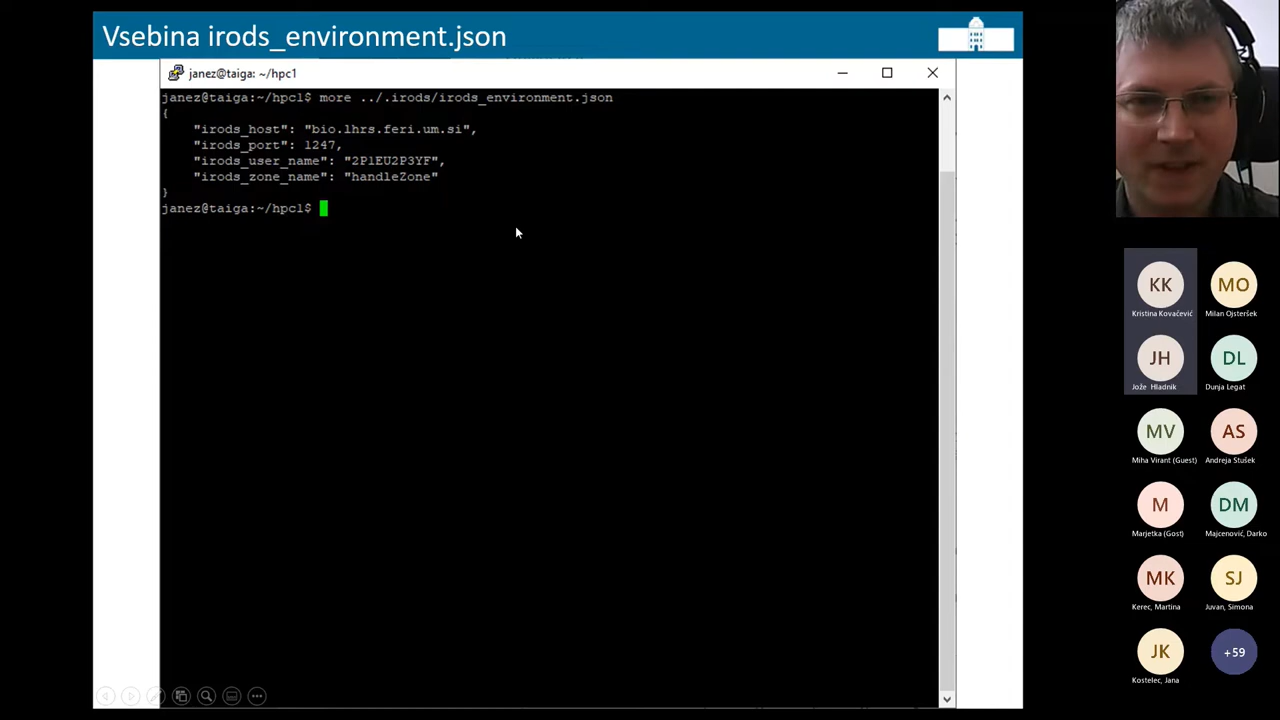 Vsebina irods_environment.json
janez@taiga: ~/hpc1
janez@taiga:~/hpc1$ more ../.irods/irods_environment.json
{
"irods_host": "bio.lhrs.feri.um.si",
"irods_port": 1247,
"irods_user_name": "2P1EU2P3YF",
"irods_zone_name": "handleZone"
}
janez@taiga:~/hpc1$
KK
Kristina Kovačević
MO
Milan Ojsteršek
JH
Jože Hladnik
DL
Dunja Legat
MV
Miha Virant (Guest)
AS
Andreja Stušek
M
Marjetka (Gost)
DM
Majcenović, Darko
MK
Kerec, Martina
SJ
Juvan, Simona
JK
Kostelec, Jana
+59